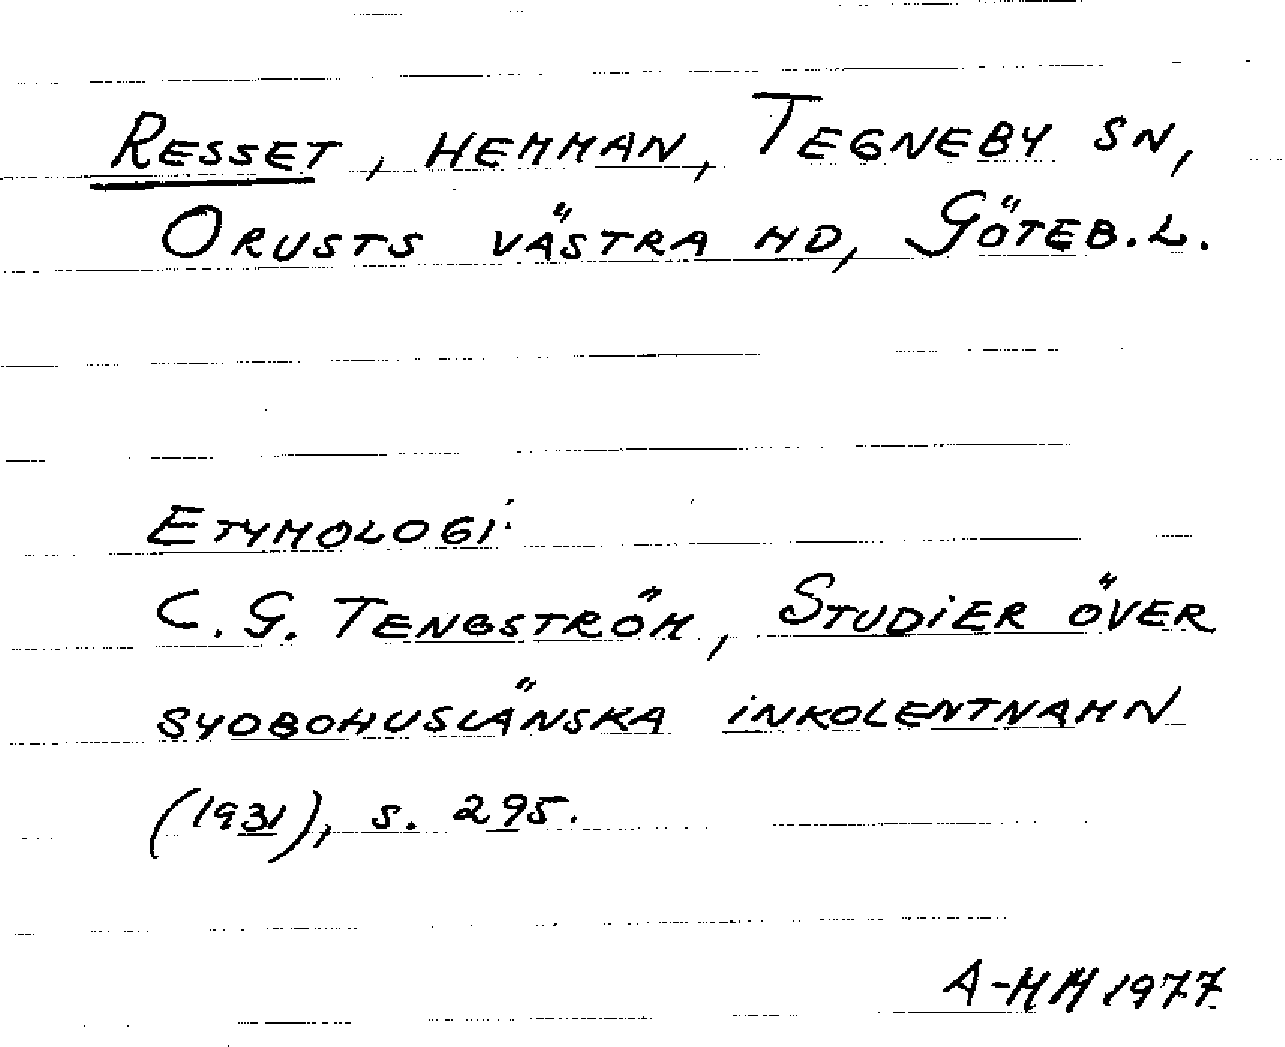 RESSET, HEMMAN, TEGNEBY SN,
ORUSTS VÄSTRA HD, GÖTEB. L.
ETYMOLOGI:
C. G. TENGSTRÖM, STUDIER ÖVER
SYDBOHUSLÄNSKA INKOLENTNAMN
(1931), S. 295.
A-MM 1977